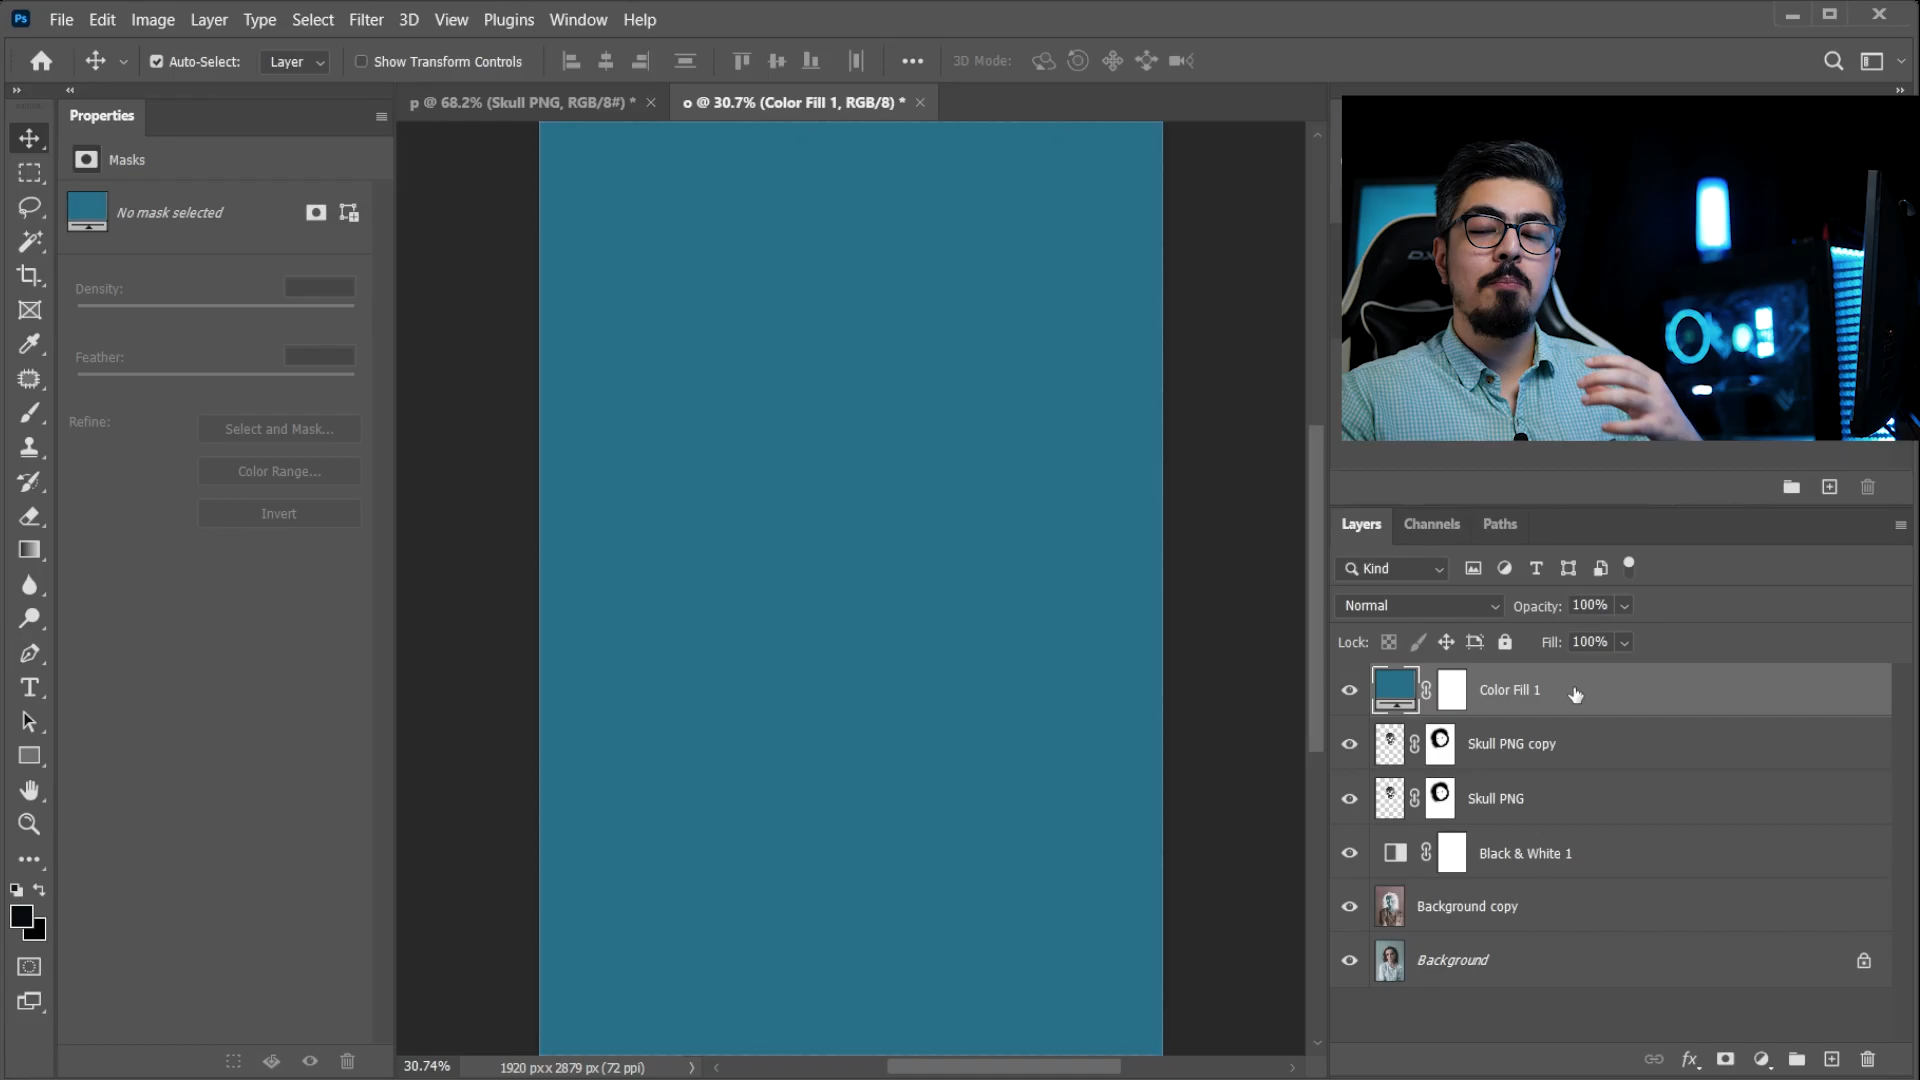 Ps File Edit Image Layer Type Select Filter 3D View Plugins Window Help
Auto-Select: Layer Show Transform Controls 3D Mode:
p @ 68.2% (Skull PNG, RGB/8#) * o @ 30.7% (Color Fill 1, RGB/8) *
Properties
Masks
No mask selected
Density:
Feather:
Refine:
Select and Mask...
Color Range...
Invert
Layers Channels Paths
Kind
Normal Opacity: 100%
Lock: Fill: 100%
Color Fill 1
Skull PNG copy
Skull PNG
Black & White 1
Background copy
Background
30.74% 1920 px x 2879 px (72 ppi)